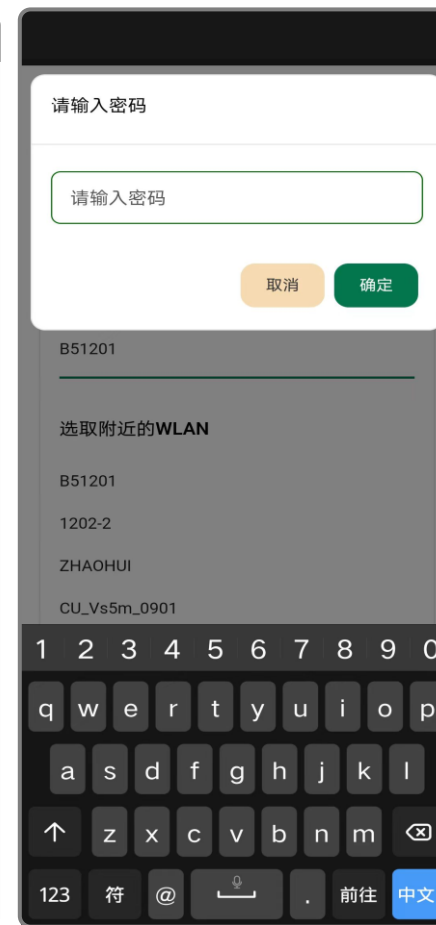 请输入密码
请输入密码
取消 确定
B51201
选取附近的WLAN
B51201
1202-2
ZHAOHUI
CU_Vs5m_0901
1 2 3 4 5 6 7 8 9 0
q w e r t y u i o p
a s d f g h j k l
z x c v b n m
123 符 @ . 前往 中文